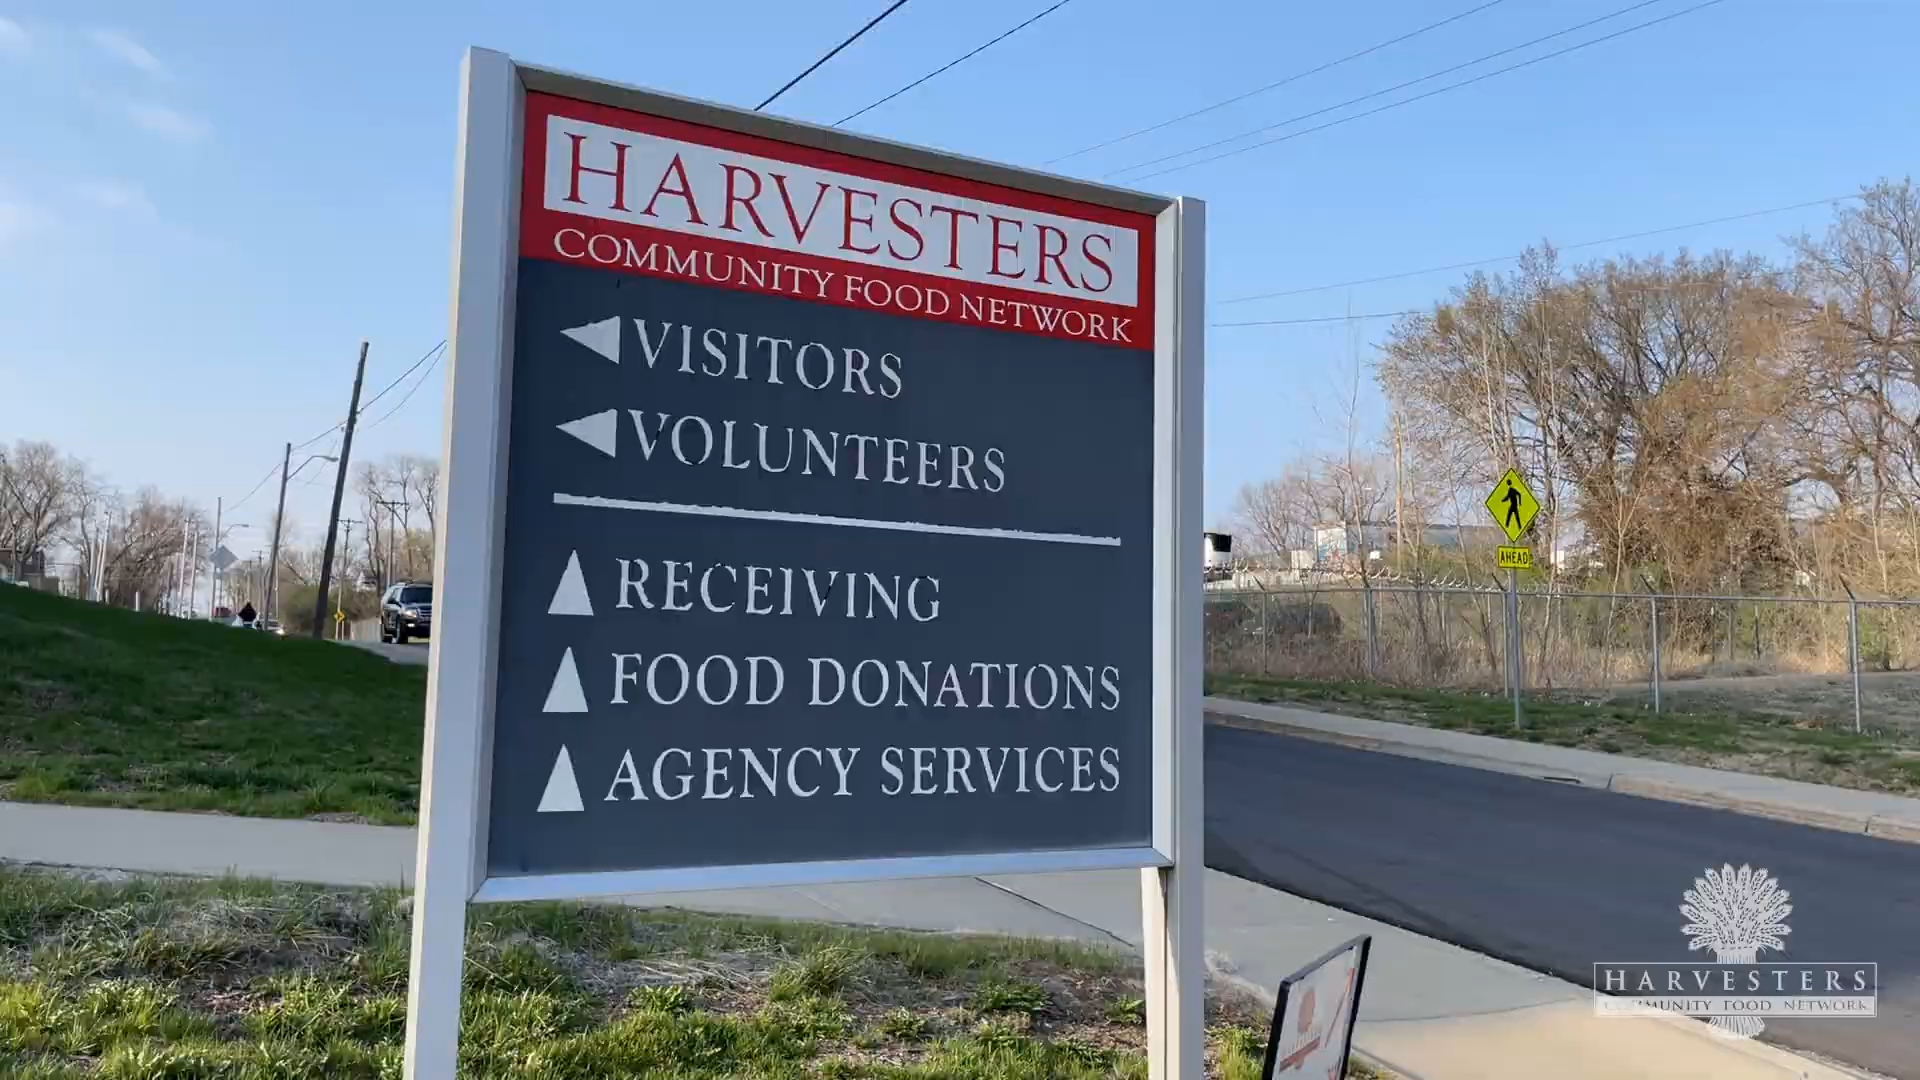 HARVESTERS
COMMUNITY FOOD NETWORK
VISITORS
VOLUNTEERS
RECEIVING
FOOD DONATIONS
AGENCY SERVICES
AHEAD
HARVESTERS
COMMUNITY FOOD NETWORK